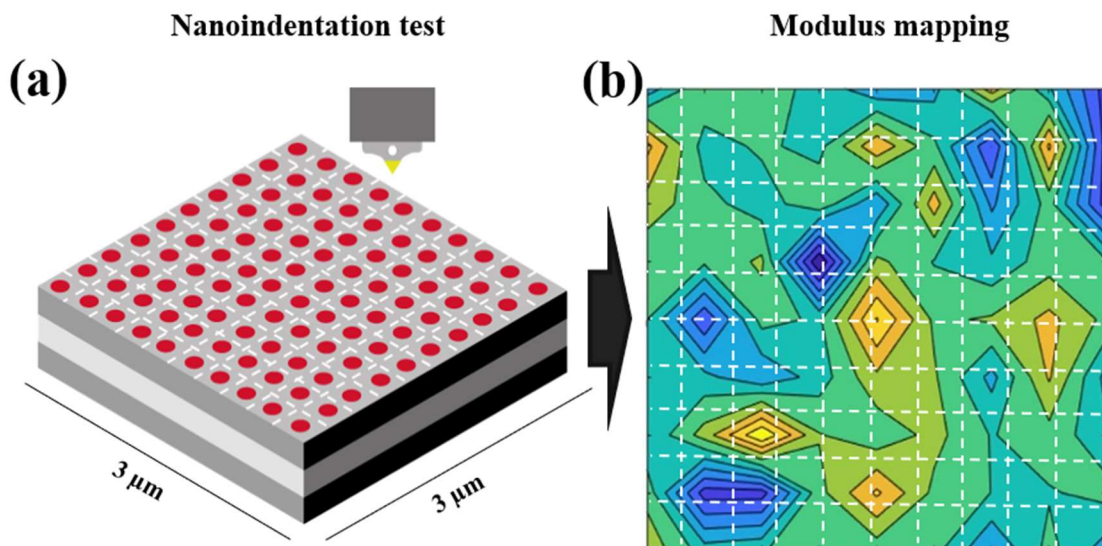 Nanoindentation test
Modulus mapping
(a)
(b)
3 μm
3 μm